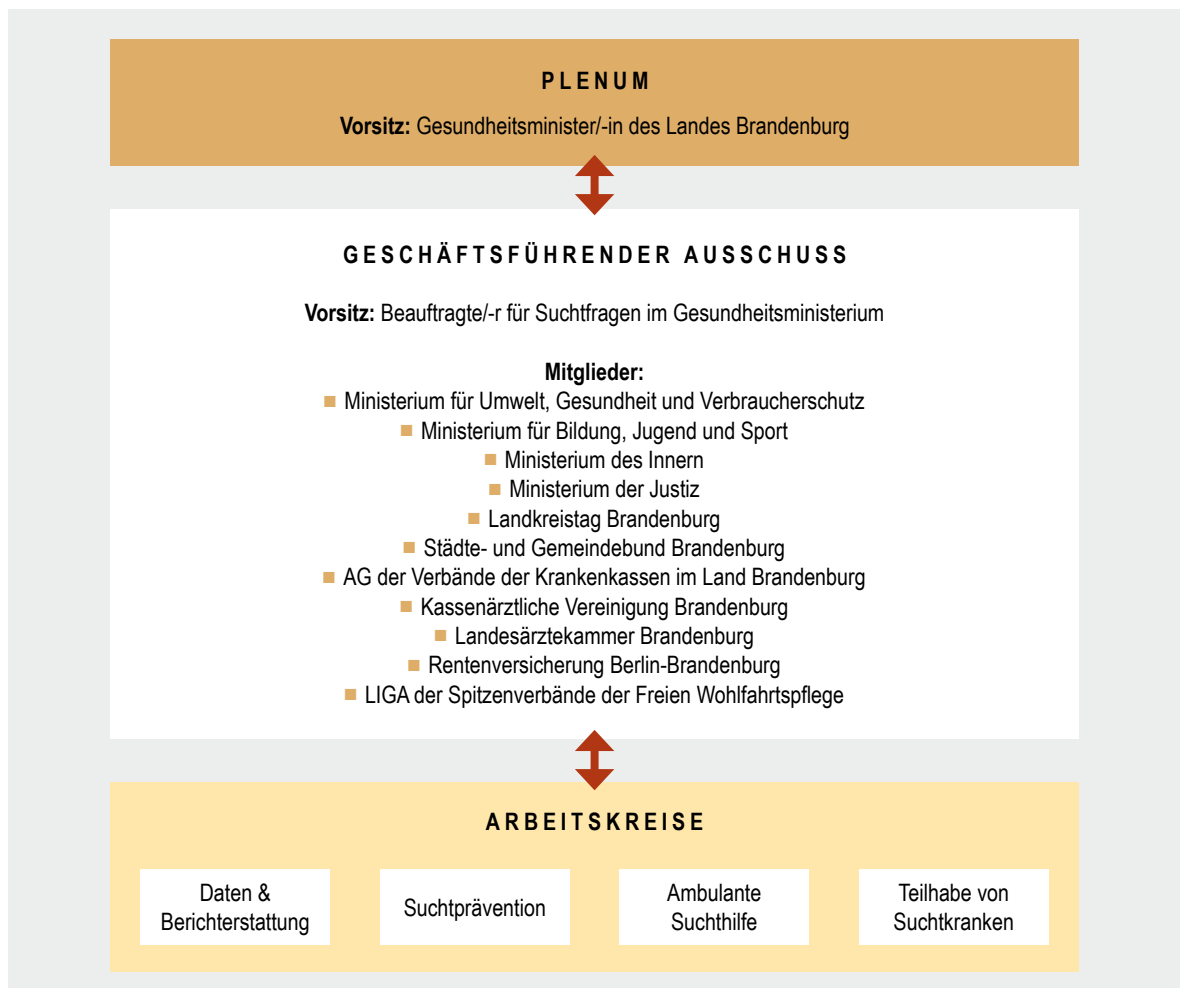 PLENUM
Vorsitz: Gesundheitsminister/-in des Landes Brandenburg
GESCHÄFTSFÜHRENDER AUSSCHUSS
Vorsitz: Beauftragte/-r für Suchtfragen im Gesundheitsministerium
Mitglieder:
Ministerium für Umwelt, Gesundheit und Verbraucherschutz
Ministerium für Bildung, Jugend und Sport
Ministerium des Innern
Ministerium der Justiz
Landkreistag Brandenburg
Städte- und Gemeindebund Brandenburg
AG der Verbände der Krankenkassen im Land Brandenburg
Kassenärztliche Vereinigung Brandenburg
Landesärztekammer Brandenburg
Rentenversicherung Berlin-Brandenburg
LIGA der Spitzenverbände der Freien Wohlfahrtspflege
ARBEITSKREISE
Daten &
Berichterstattung
Suchtprävention
Ambulante
Suchthilfe
Teilhabe von
Suchtkranken